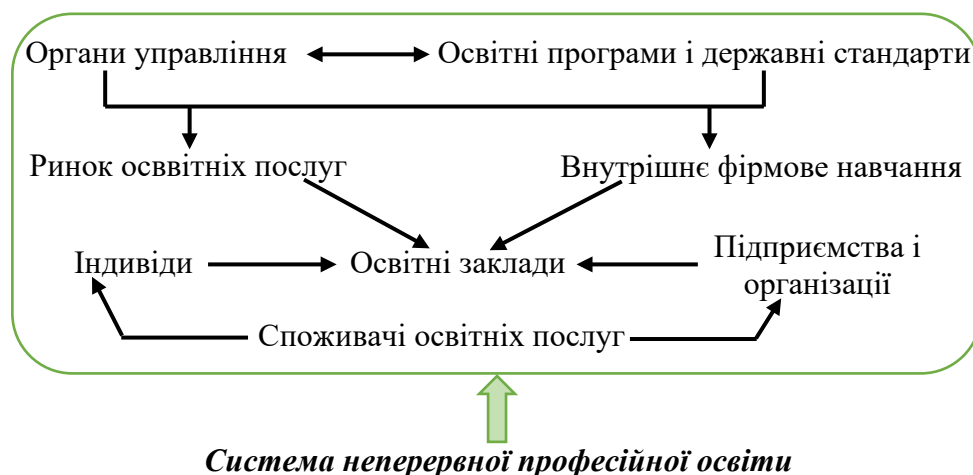 Органи управління
Освітні програми і державні стандарти
Ринок осввітніх послуг
Внутрішнє фірмове навчання
Індивіди
Освітні заклади
Підприємства і
організації
Споживачі освітніх послуг
Система неперервної професійної освіти